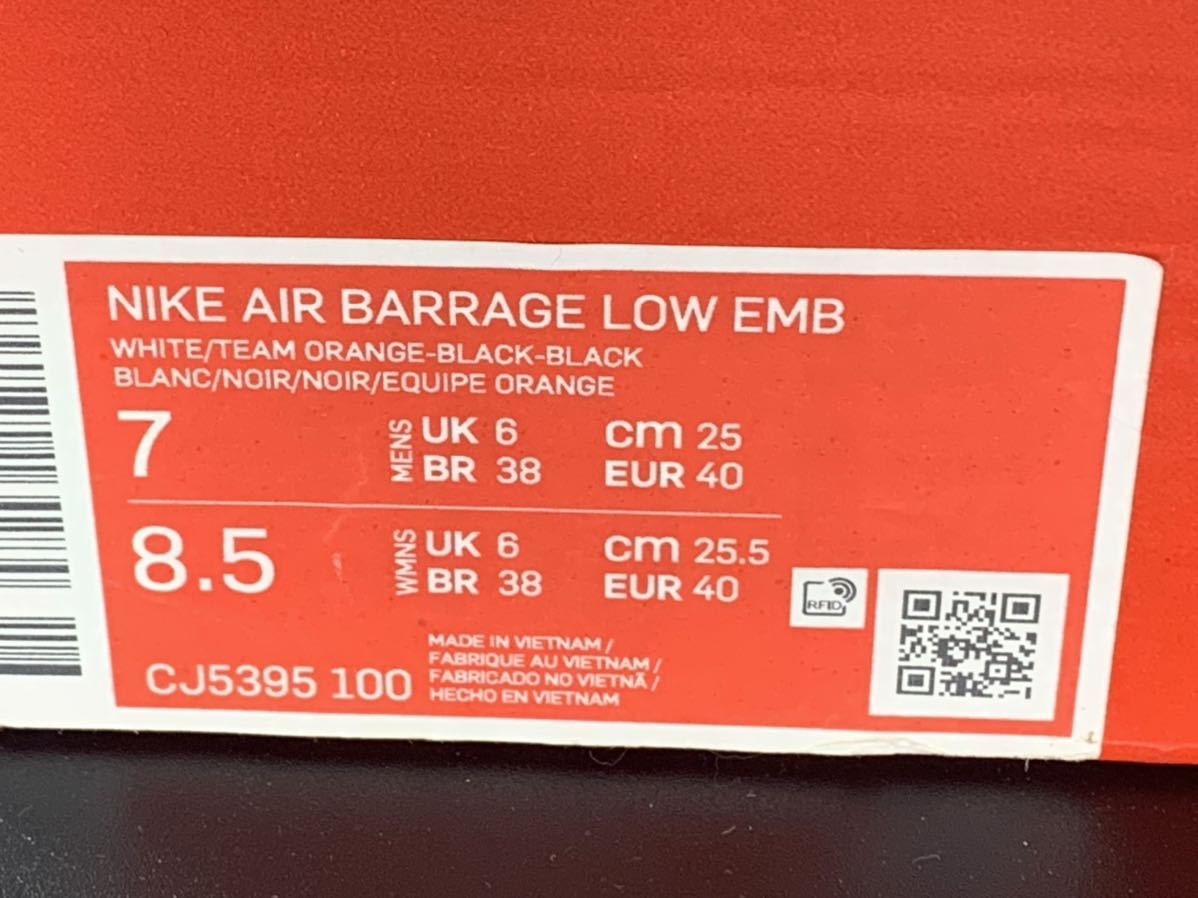 NIKE AIR BARRAGE LOW EMB
WHITE/TEAM ORANGE-BLACK-BLACK
BLANC/NOIR/NOIR/EQUIPE ORANGE
7 MENS UK 6 cm 25
BR 38 EUR 40
8.5 WMNS UK 6 cm 25.5
BR 38 EUR 40
RFID
MADE IN VIETNAM /
FABRIQUE AU VIETNAM /
FABRICADO NO VIETNÃ /
HECHO EN VIETNAM
CJ5395 100